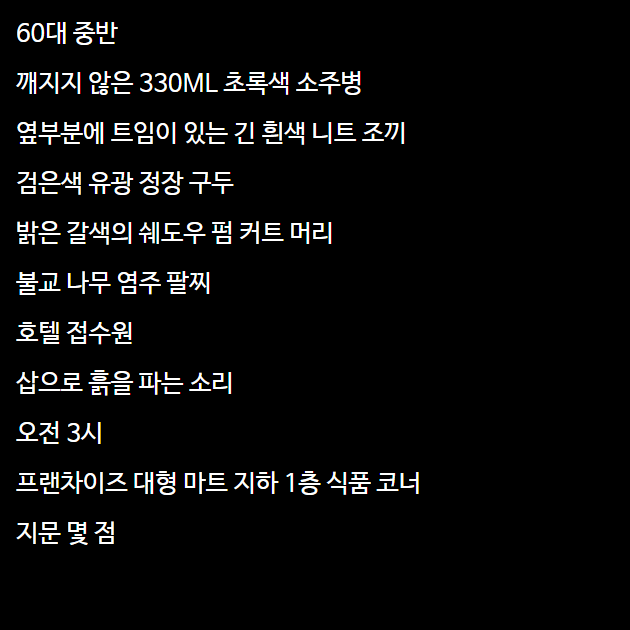 60대 중반
깨지지 않은 330ML 초록색 소주병
옆부분에 트임이 있는 긴 흰색 니트 조끼
검은색 유광 정장 구두
밝은 갈색의 쉐도우 펌 커트 머리
불교 나무 염주 팔찌
호텔 접수원
삽으로 흙을 파는 소리
오전 3시
프랜차이즈 대형 마트 지하 1층 식품 코너
지문 몇 점